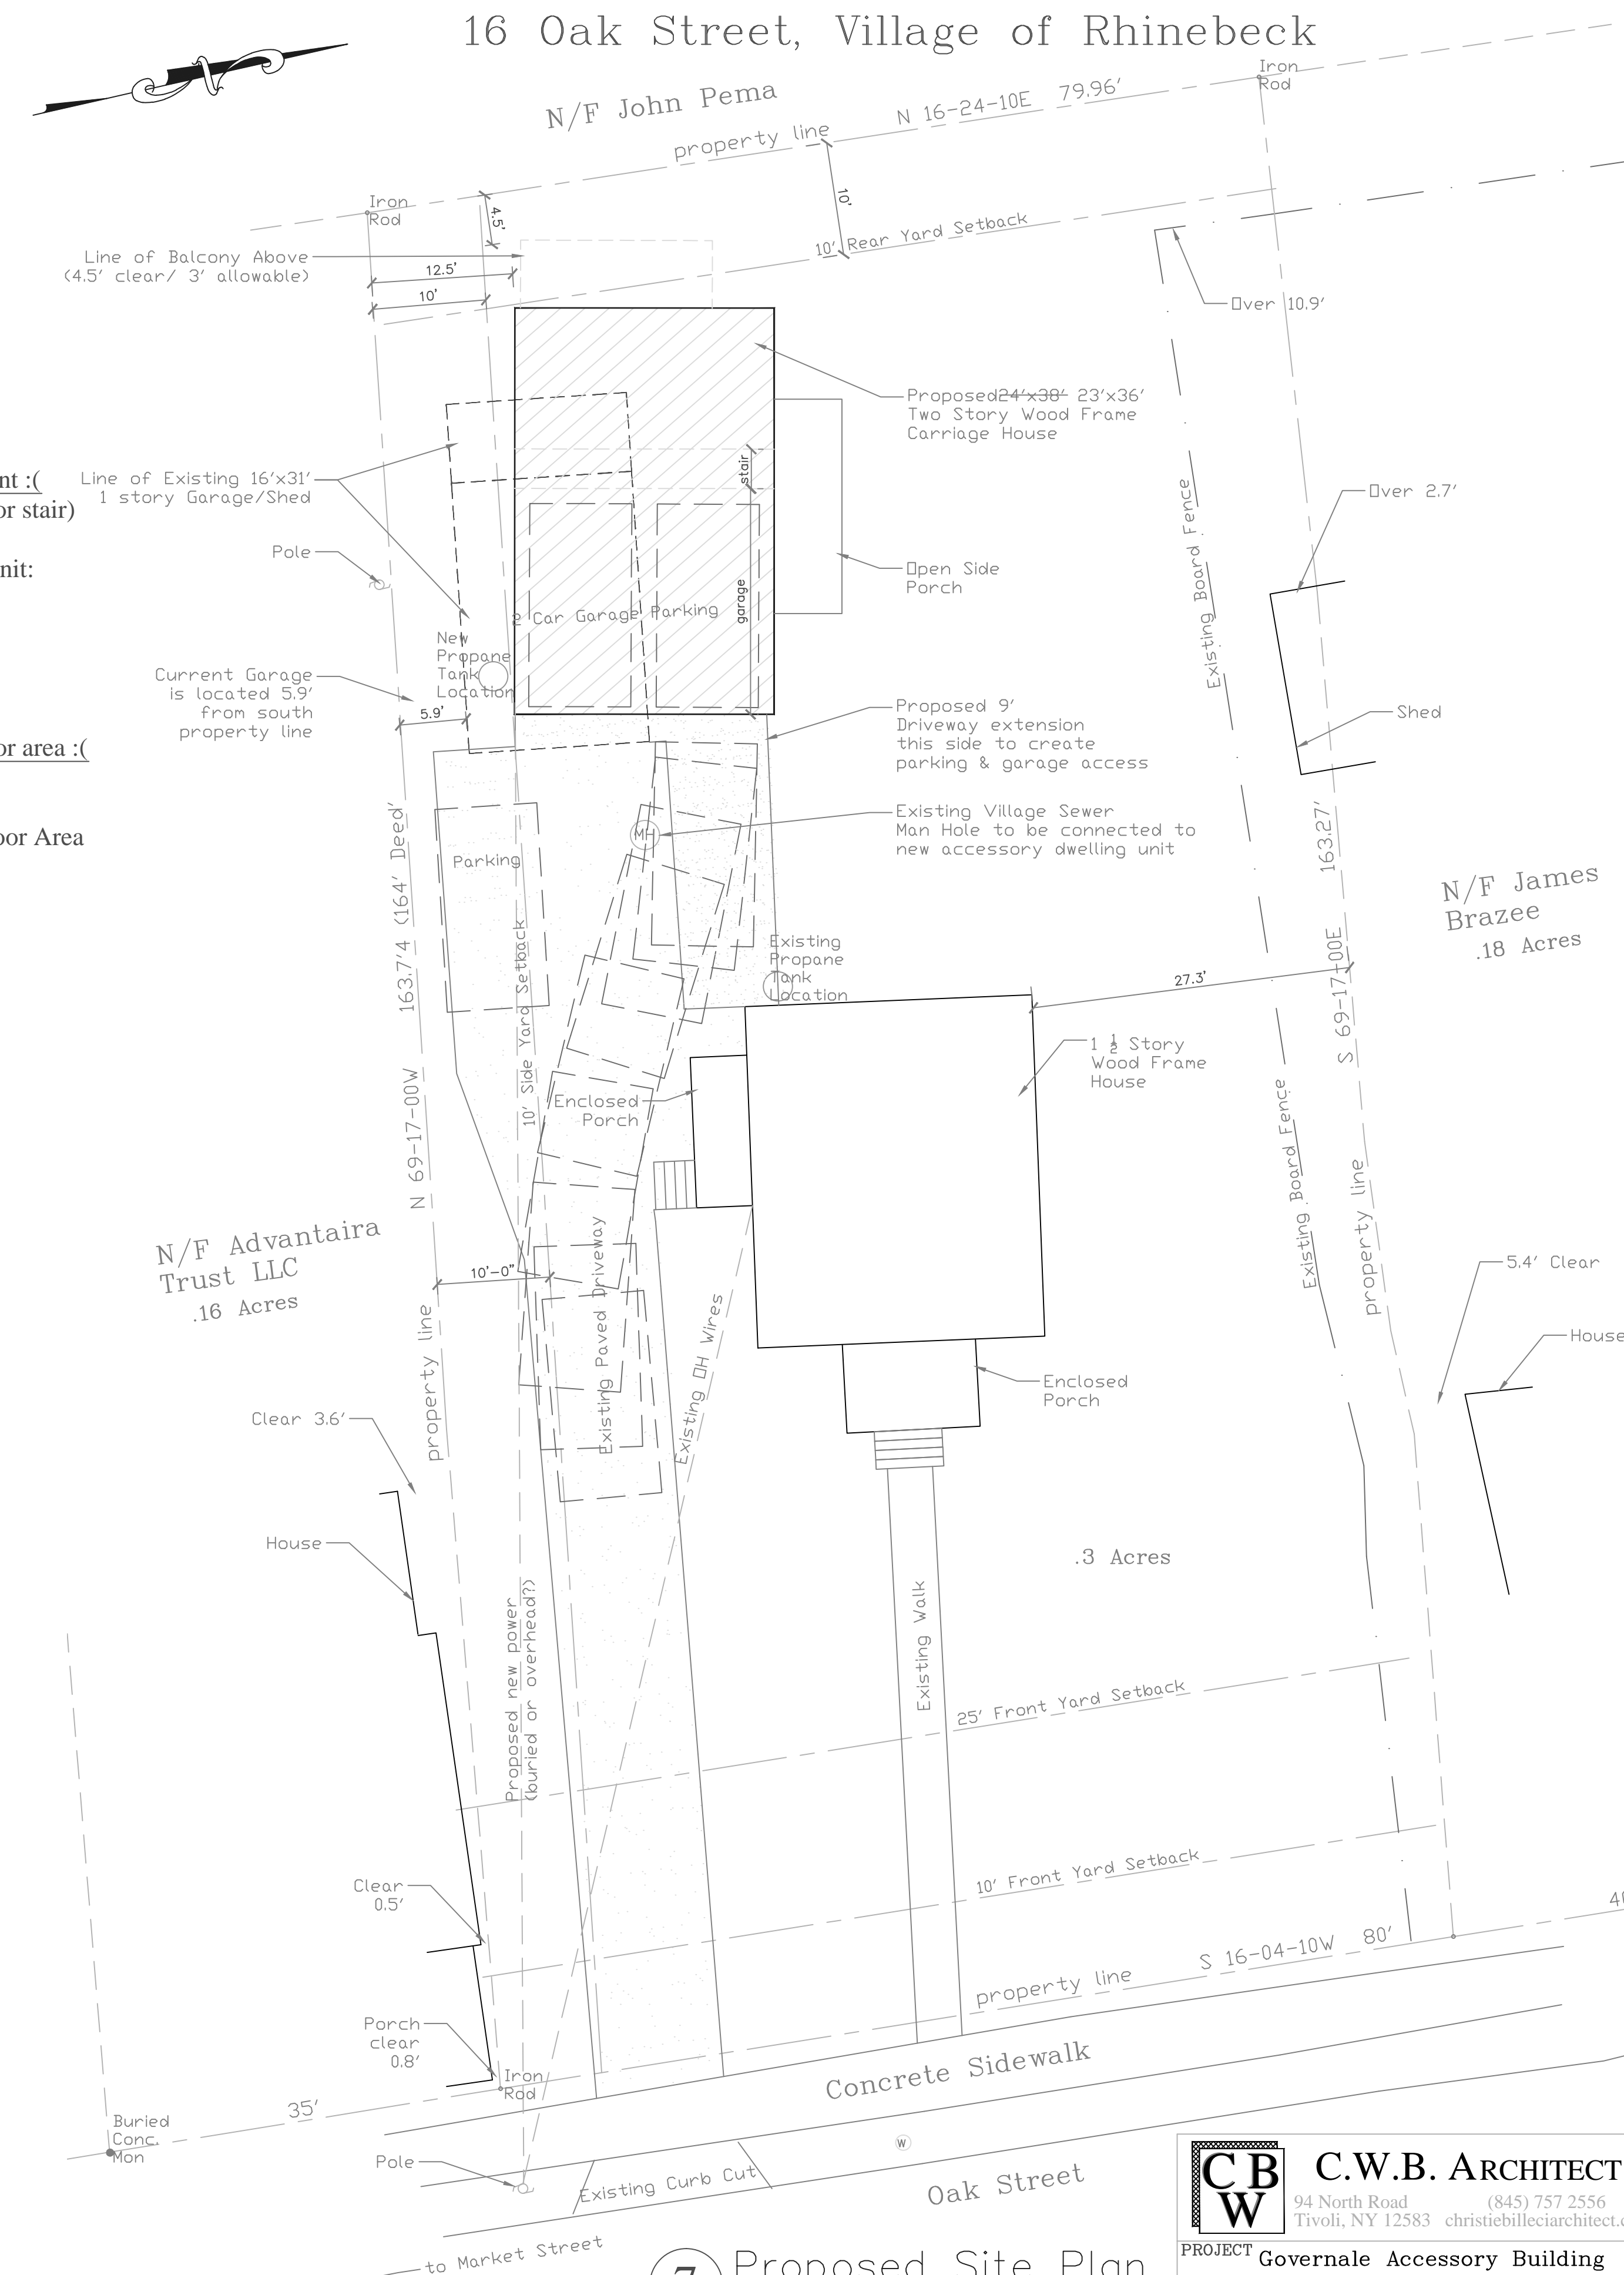 16 Oak Street, Village of Rhinebeck
N/F John Pema
property line
N 16-24-10E 79.96'
Iron
Rod
Iron
Rod
4.5'
10'
10' Rear Yard Setback
Line of Balcony Above
(4.5' clear/ 3' allowable)
12.5'
10'
Over 10.9'
Proposed 24'x38' 23'x36'
Two Story Wood Frame
Carriage House
nt :(
or stair)
nit:
or area :(
oor Area
Line of Existing 16'x31'
1 story Garage/Shed
stair
Over 2.7'
Existing Board Fence
Pole
Open Side
Porch
garage
2 Car Garage Parking
New
Propane
Tank
Location
Current Garage
is located 5.9'
from south
property line
5.9'
Proposed 9'
Driveway extension
this side to create
parking & garage access
Shed
Existing Village Sewer
Man Hole to be connected to
new accessory dwelling unit
MH
Parking
N 69-17-00W 163.7'4 (164' Deed)
10' Side Yard Setback
S 69-17-00E 163.27'
N/F James
Brazee
.18 Acres
Existing
Propane
Tank
Location
27.3'
1 1/2 Story
Wood Frame
House
Enclosed
Porch
Existing Board Fence
property line
N/F Advantaira
Trust LLC
.16 Acres
10'-0"
property line
Existing Paved Driveway
Existing OH Wires
5.4' Clear
House
Enclosed
Porch
Clear 3.6'
House
.3 Acres
Proposed new power
(buried or overhead?)
Existing Walk
25' Front Yard Setback
Clear
0.5'
10' Front Yard Setback
S 16-04-10W 80'
property line
Porch
clear
0.8'
Iron
Rod
35'
Concrete Sidewalk
Buried
Conc.
Mon
Pole
W
Existing Curb Cut
Oak Street
to Market Street
7 Proposed Site Plan
CB
W
C.W.B. ARCHITECT
94 North Road (845) 757 2556
Tivoli, NY 12583 christiebilleciarchitect.c
PROJECT Governale Accessory Building